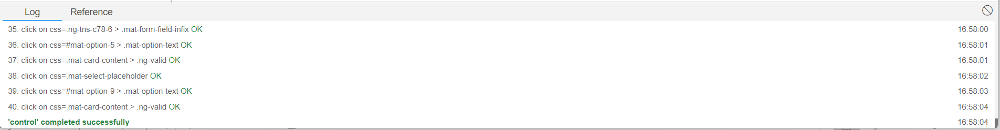 Log Reference
35. click on css=.ng-tns-c78-6 > .mat-form-field-infix OK 16:58:00
36. click on css=#mat-option-5 > .mat-option-text OK 16:58:01
37. click on css=.mat-card-content > .ng-valid OK 16:58:01
38. click on css=.mat-select-placeholder OK 16:58:02
39. click on css=#mat-option-9 > .mat-option-text OK 16:58:03
40. click on css=.mat-card-content > .ng-valid OK 16:58:04
'control' completed successfully 16:58:04